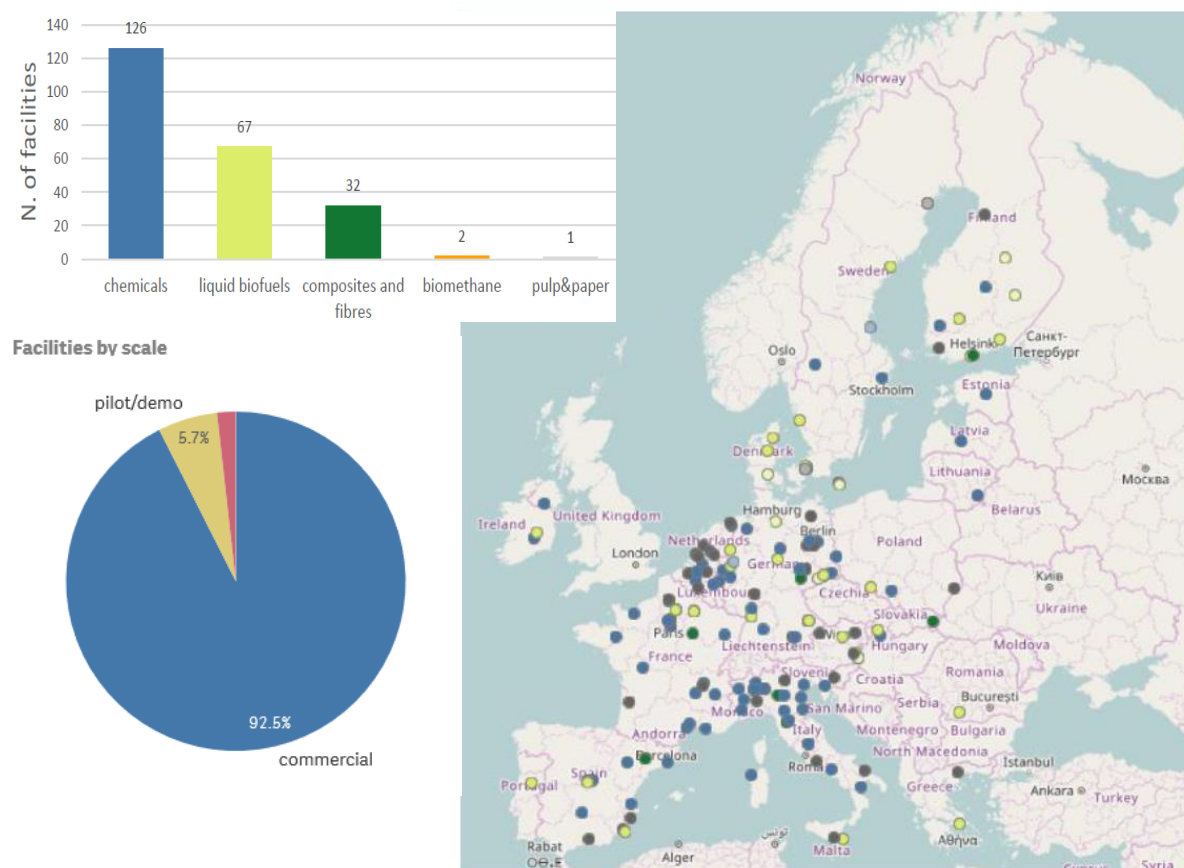 140
126
120
100
80
67
60
40
32
20
2
1
0
N. of facilities
chemicals
liquid biofuels
composites and
fibres
biomethane
pulp&paper
Facilities by scale
pilot/demo
5.7%
92.5%
commercial
Norway
Finland
Sweden
Helsinki
Санкт-
Петербург
Oslo
Stockholm
Estonia
Latvia
Denmark
Lithuania
Москва
Belarus
Ireland
United Kingdom
Hamburg
Berlin
Netherlands
London
Poland
Київ
Czechia
Ukraine
Slovakia
Paris
Liechtenstein
Hungary
Moldova
France
Croatia
Romania
Serbia
București
Monaco
San Marino
Andorra
Italy
Montenegro
Bulgaria
North Macedonia
Barcelona
Roma
Istanbul
Spain
Portugal
Greece
Ankara
Turkey
Αθήνα
Rabat
Alger
تونس
Malta
Syria